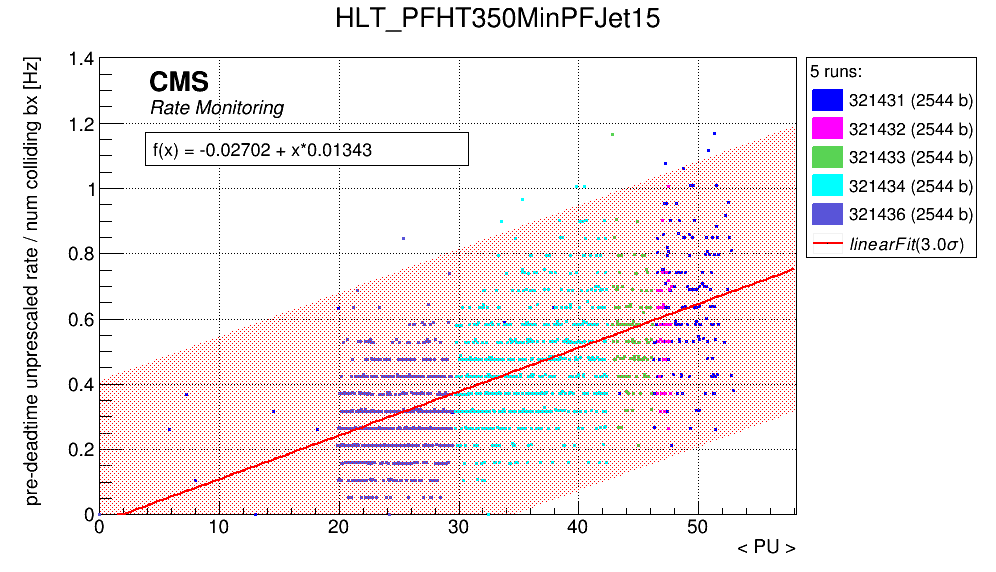 HLT_PFHT350MinPFJet15
pre-deadtime unprescaled rate / num colliding bx [Hz]
1.4
1.2
1
0.8
0.6
0.4
0.2
0
CMS
Rate Monitoring
f(x) = -0.02702 + x*0.01343
0 10 20 30 40 50
< PU >
5 runs:
321431 (2544 b)
321432 (2544 b)
321433 (2544 b)
321434 (2544 b)
321436 (2544 b)
linearFit(3.0σ)